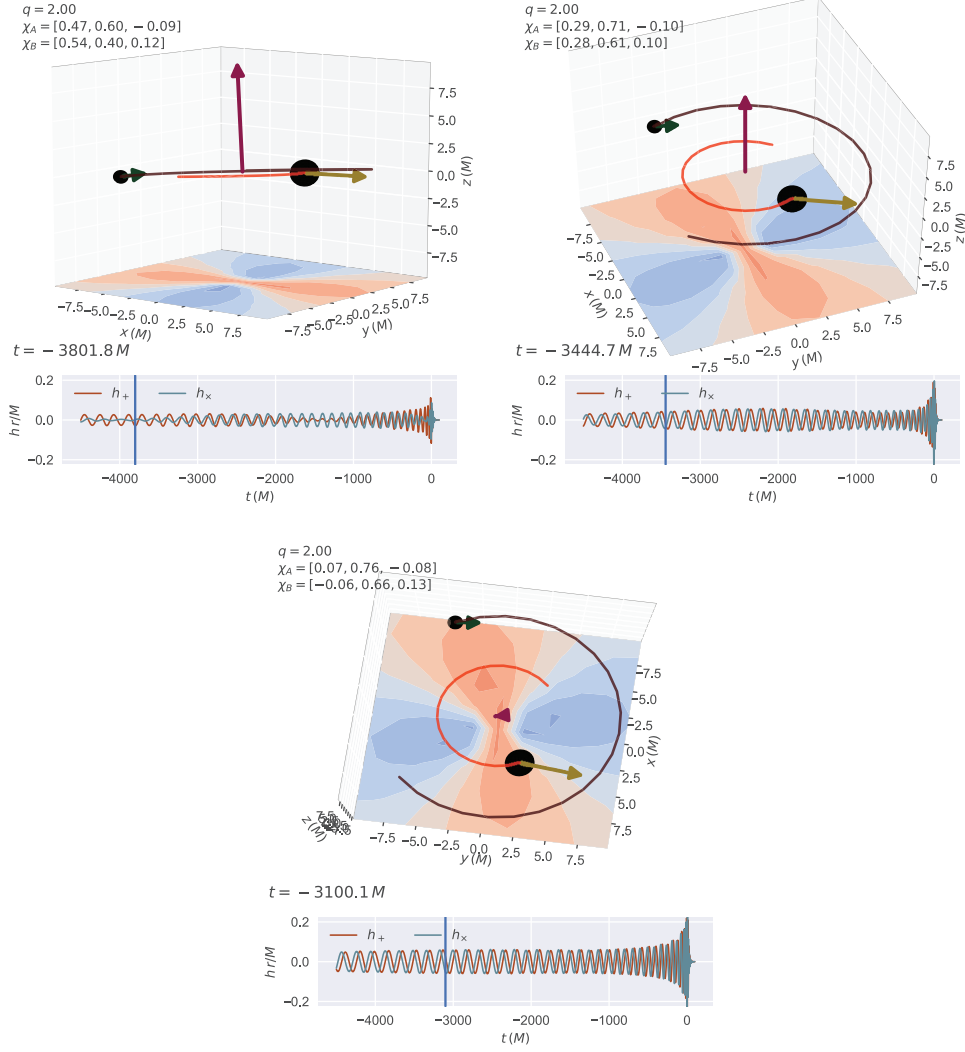 q = 2.00
χ_A = [0.47, 0.60, −0.09]
χ_B = [0.54, 0.40, 0.12]
7.5
5.0
2.5
0.0
−2.5
−5.0
−7.5
z (M)
−7.5 −5.0 −2.5 0.0 2.5 5.0 7.5
x (M)
−7.5 −5.0 −2.5 0.0 2.5 5.0 7.5
y (M)
t = − 3801.8 M
h₊ hₓ
0.2
0.0
−0.2
h r/M
−4000 −3000 −2000 −1000 0
t (M)
q = 2.00
χ_A = [0.29, 0.71, −0.10]
χ_B = [0.28, 0.61, 0.10]
7.5
5.0
2.5
0.0
−2.5
−5.0
−7.5
z (M)
−7.5
−5.0
−2.5
0.0
2.5
5.0
7.5
x (M)
−7.5 −5.0 −2.5 0.0 2.5 5.0 7.5
y (M)
t = − 3444.7 M
h₊ hₓ
0.2
0.0
−0.2
h r/M
−4000 −3000 −2000 −1000 0
t (M)
q = 2.00
χ_A = [0.07, 0.76, −0.08]
χ_B = [−0.06, 0.66, 0.13]
−7.5
−5.0
−2.5
0.0
2.5
5.0
7.5
x (M)
z (M)
−7.5 −5.0 −2.5 0.0 2.5 5.0 7.5
y (M)
t = − 3100.1 M
h₊ hₓ
0.2
0.0
−0.2
h r/M
−4000 −3000 −2000 −1000 0
t (M)